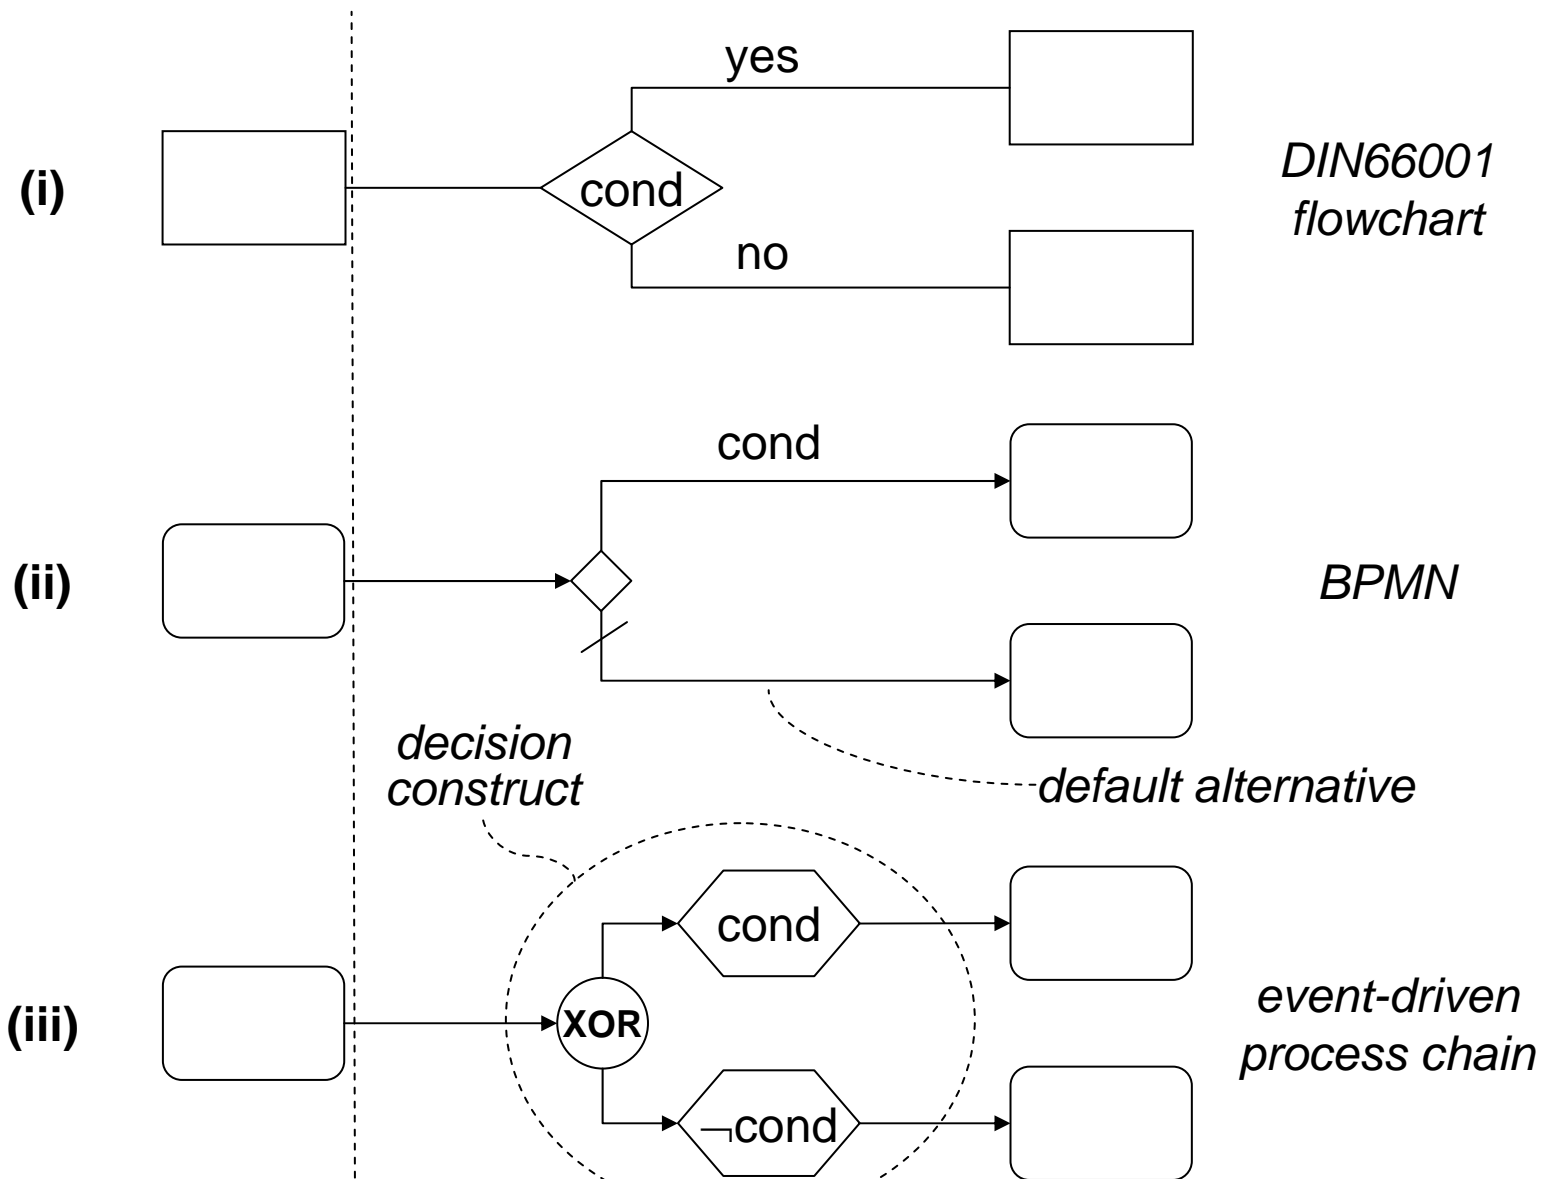 yes
(i)
cond
DIN66001
flowchart
no
cond
(ii)
BPMN
decision
construct
default alternative
cond
(iii)
XOR
event-driven
process chain
¬cond